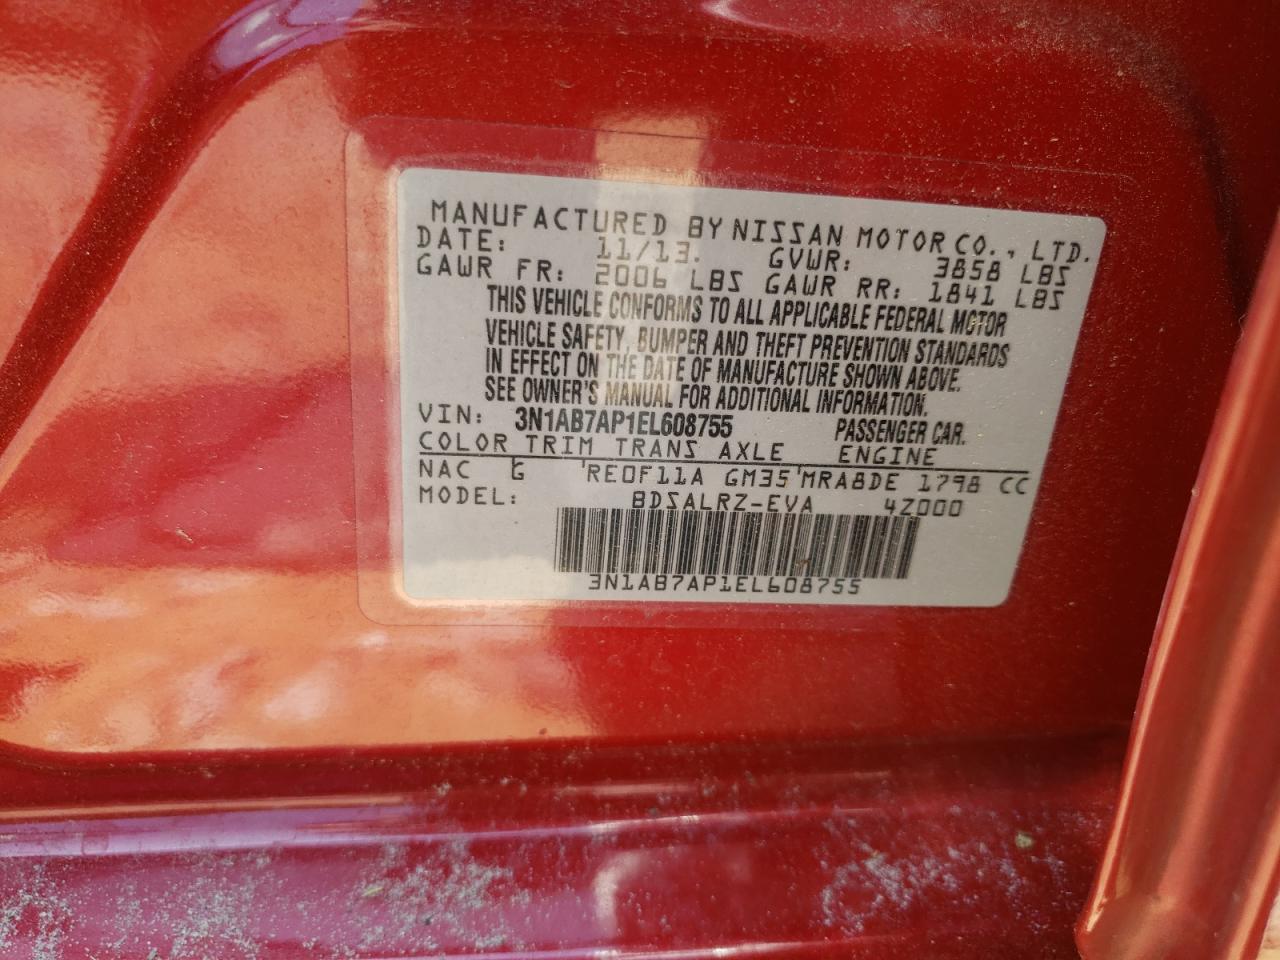 MANUFACTURED BY NISSAN MOTOR CO., LTD.
DATE: 11/13. GVWR: 3858 LBS
GAWR FR: 2006 LBS GAWR RR: 1841 LBS
THIS VEHICLE CONFORMS TO ALL APPLICABLE FEDERAL MOTOR
VEHICLE SAFETY, BUMPER AND THEFT PREVENTION STANDARDS
IN EFFECT ON THE DATE OF MANUFACTURE SHOWN ABOVE.
SEE OWNER'S MANUAL FOR ADDITIONAL INFORMATION.
VIN: 3N1AB7AP1EL608755 PASSENGER CAR.
COLOR TRIM TRANS AXLE ENGINE
NAC G RE0F11A GM35 MRA8DE 1798 CC
MODEL: BDSALRZ-EVA 4Z000
3N1AB7AP1EL608755